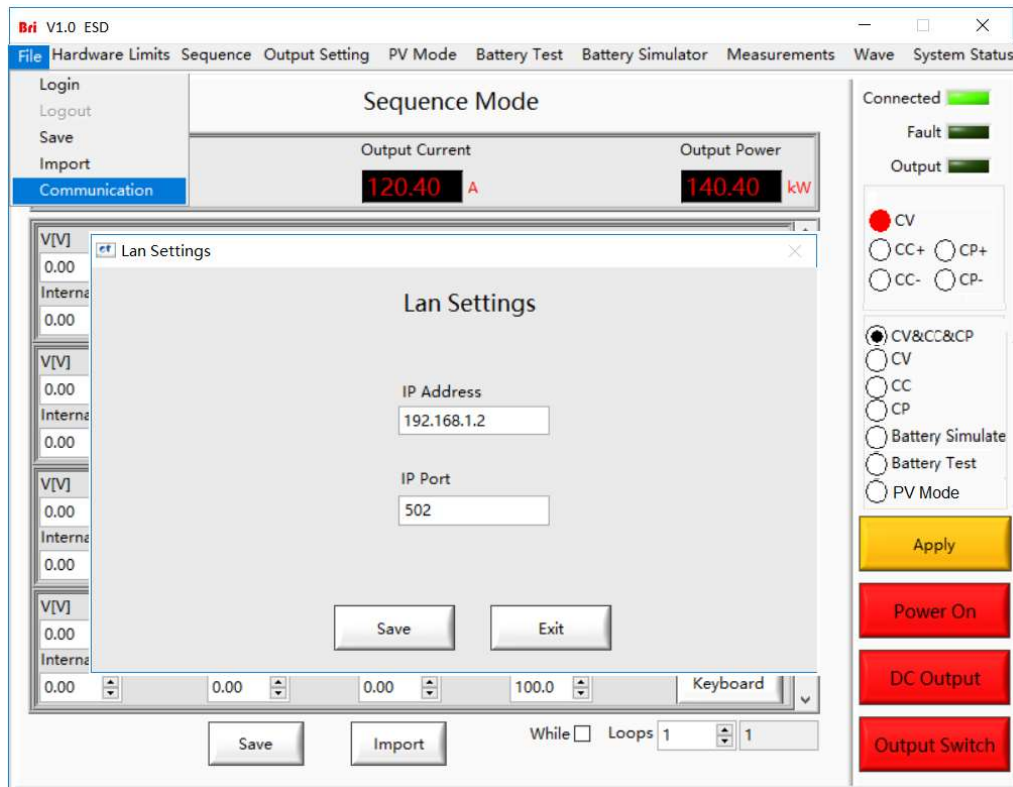 Bri V1.0 ESD
File Hardware Limits Sequence Output Setting PV Mode Battery Test Battery Simulator Measurements Wave System Status
Login
Logout
Save
Import
Communication
Sequence Mode
Output Current
120.40 A
Output Power
140.40 kW
V[V]
0.00
Interna
0.00
V[V]
0.00
Interna
0.00
V[V]
0.00
Interna
0.00
V[V]
0.00
Interna
0.00 0.00 0.00 100.0 Keyboard
Lan Settings
Lan Settings
IP Address
192.168.1.2
IP Port
502
Save Exit
Save Import While Loops 1 1
Connected
Fault
Output
CV
CC+ CP+
CC- CP-
CV&CC&CP
CV
CC
CP
Battery Simulate
Battery Test
PV Mode
Apply
Power On
DC Output
Output Switch